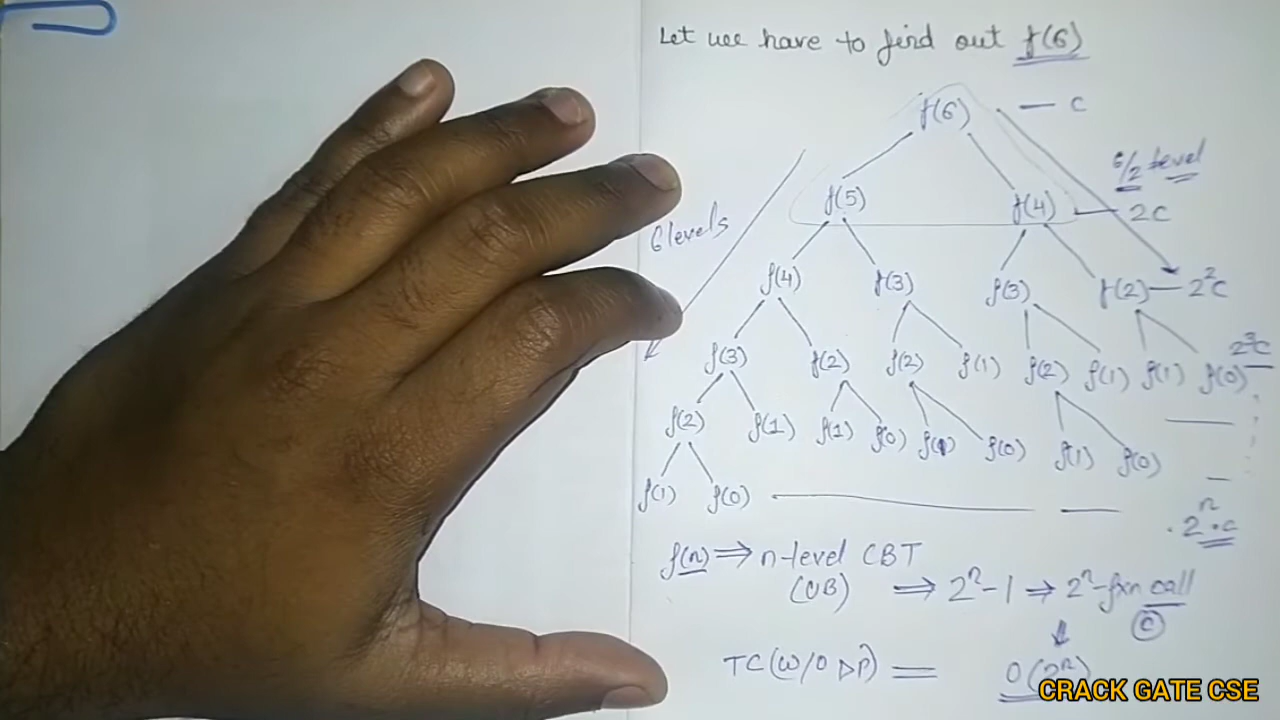 Let we have to find out f(6)
f(6) — C
6/2 level
f(5) f(4) — 2C
6 levels
f(4) f(3) f(3) f(2) — 2²C
f(3) f(2) f(2) f(1) f(2) f(1) f(1) f(0) 2³C
f(2) f(1) f(1) f(0) f(1) f(0) f(1) f(0)
f(1) f(0)
2ⁿ·C
f(n) ⇒ n-level CBT
(UB) ⇒ 2ⁿ-1 ⇒ 2ⁿ-fxn call
C
TC(W/O DP) = O(2ⁿ)
CRACK GATE CSE